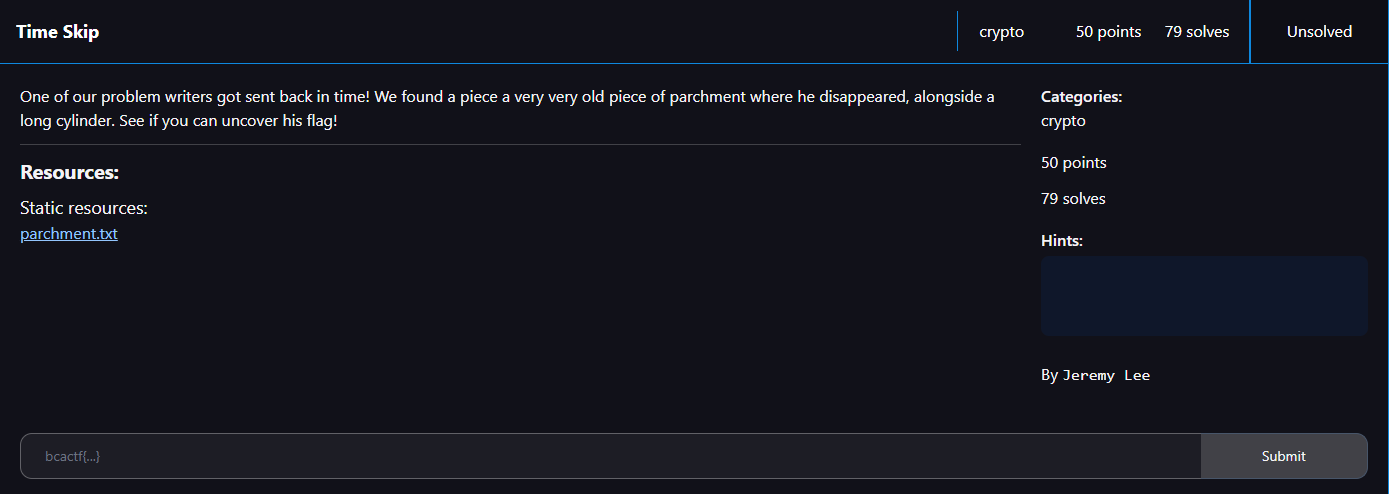 Time Skip
crypto
50 points
79 solves
Unsolved
One of our problem writers got sent back in time! We found a piece a very very old piece of parchment where he disappeared, alongside a
long cylinder. See if you can uncover his flag!
Resources:
Static resources:
parchment.txt
Categories:
crypto
50 points
79 solves
Hints:
By Jeremy Lee
bcactf{...}
Submit